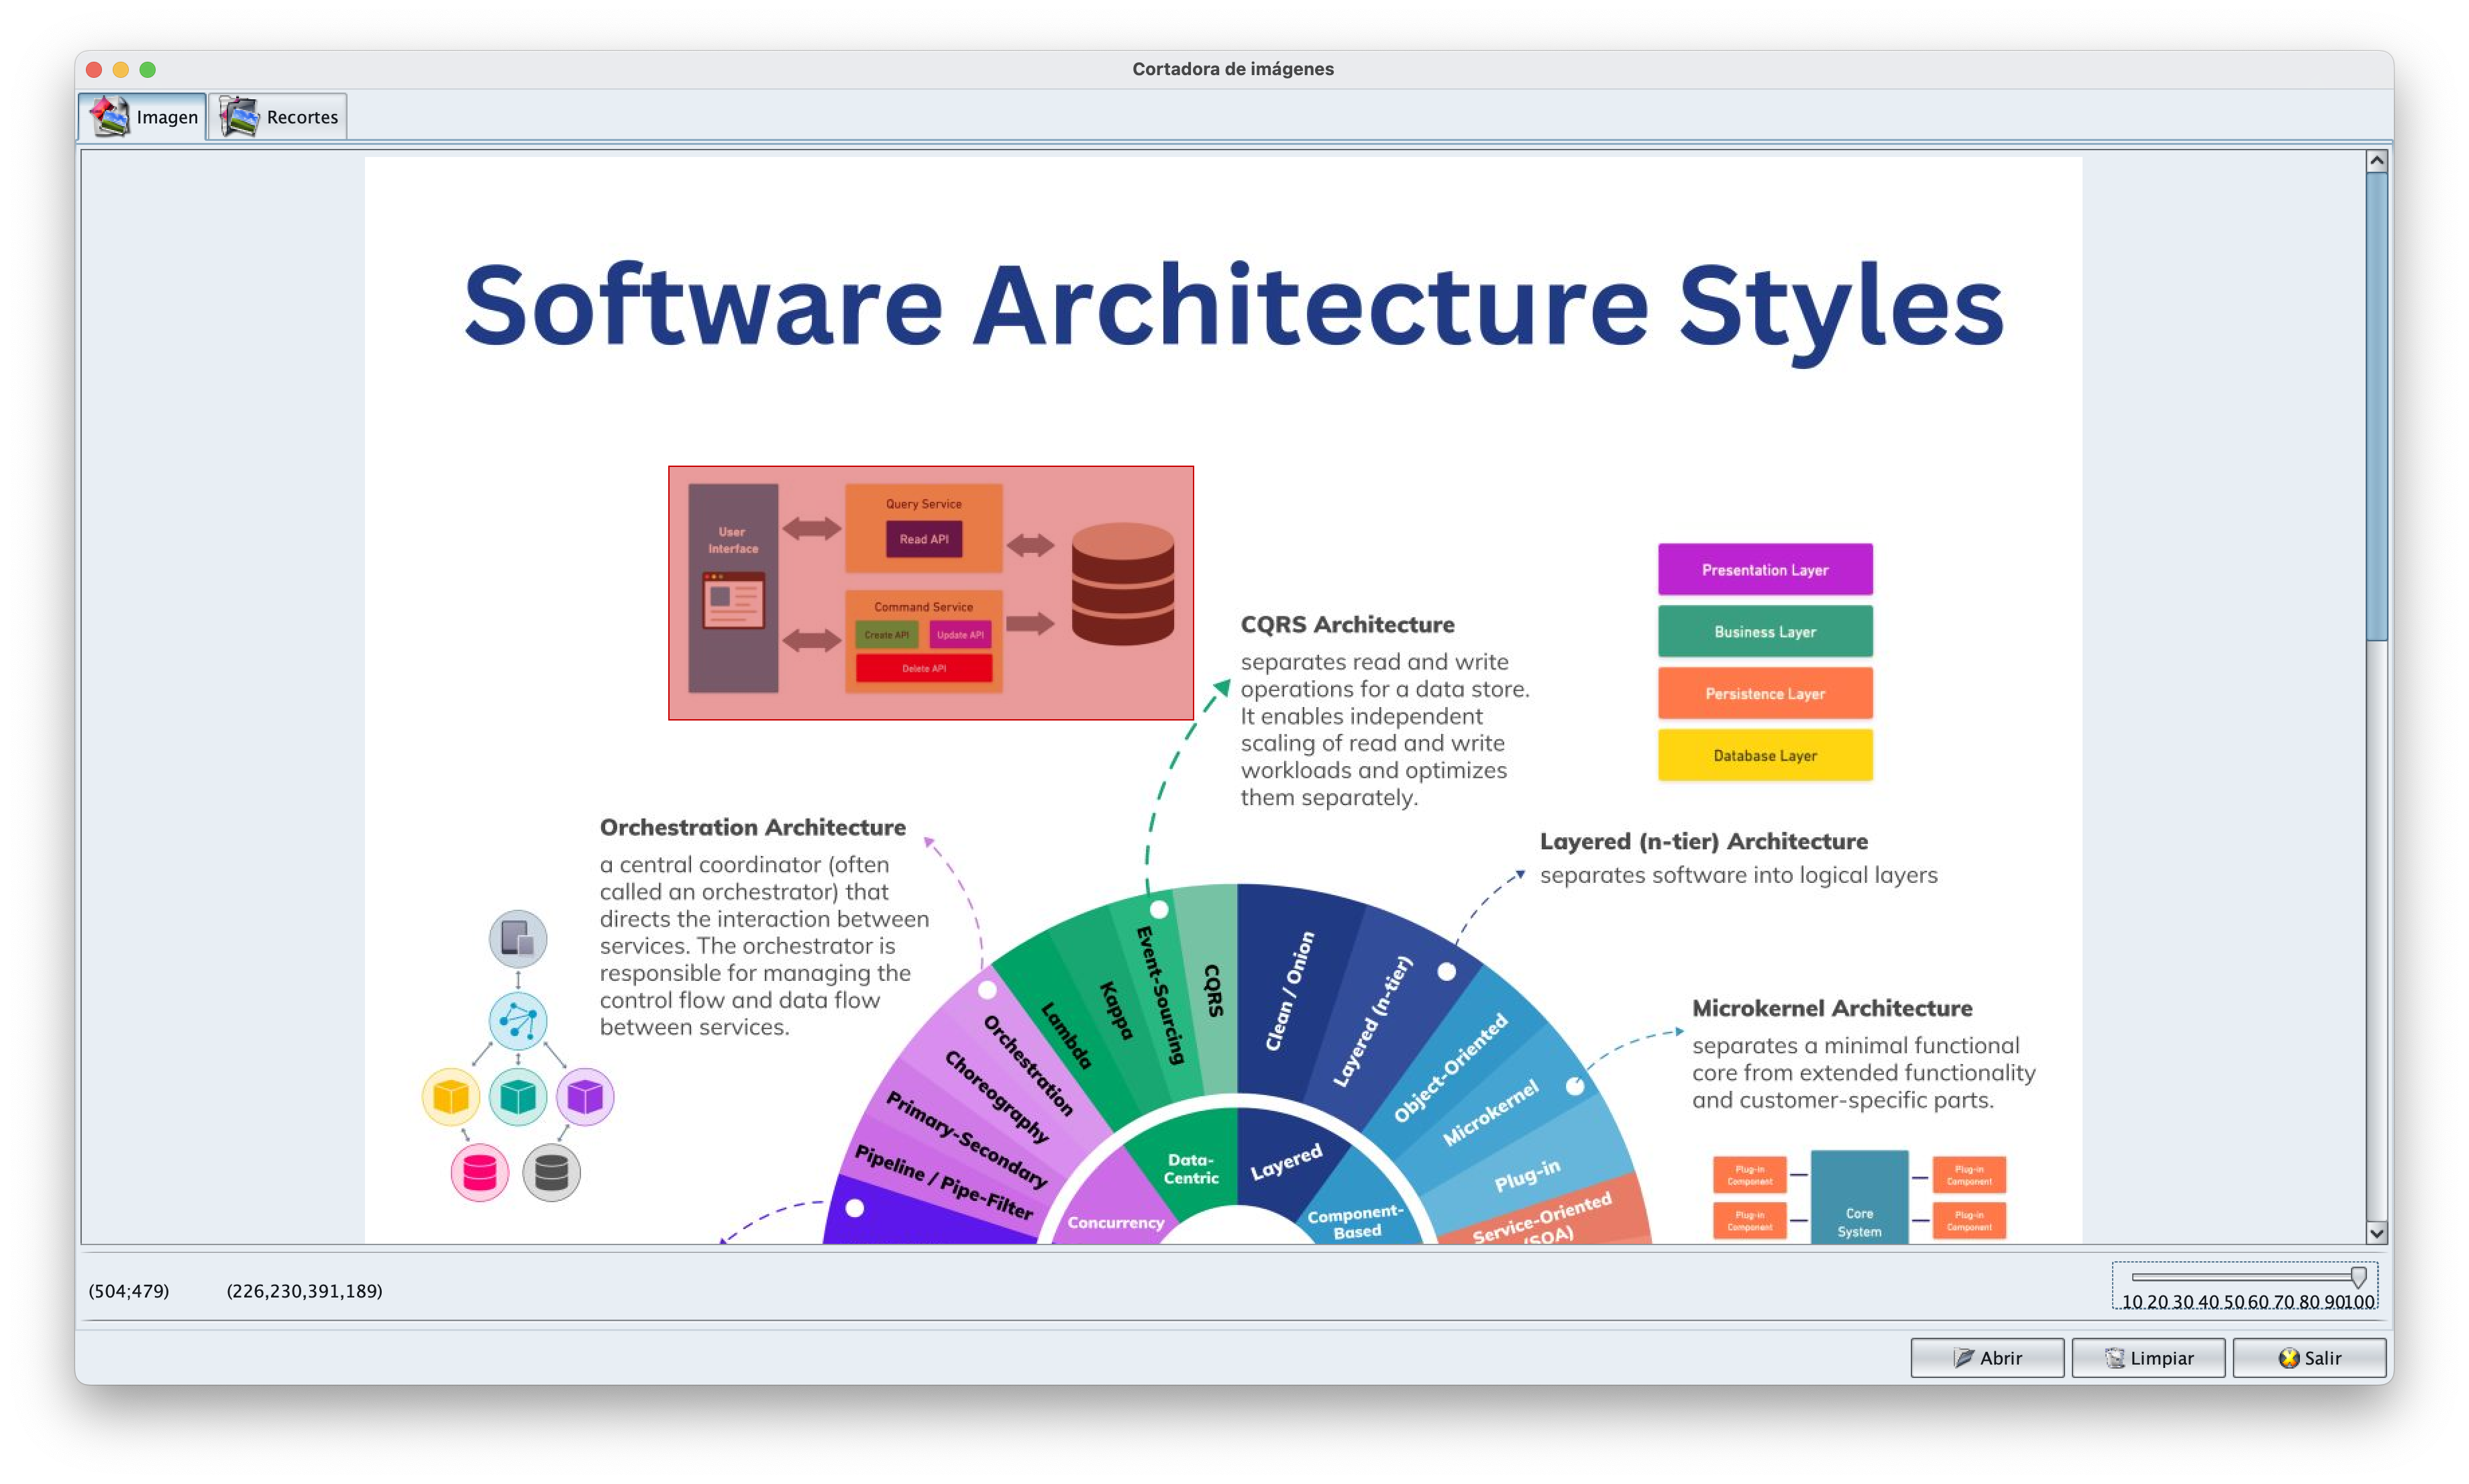 Cortadora de imágenes
Imagen
Recortes
Software Architecture Styles
User
Interface
Query Service
Read API
Command Service
Create API
Update API
Delete API
CQRS Architecture
separates read and write
operations for a data store.
It enables independent
scaling of read and write
workloads and optimizes
them separately.
Presentation Layer
Business Layer
Persistence Layer
Database Layer
Orchestration Architecture
a central coordinator (often
called an orchestrator) that
directs the interaction between
services. The orchestrator is
responsible for managing the
control flow and data flow
between services.
Layered (n-tier) Architecture
separates software into logical layers
Microkernel Architecture
separates a minimal functional
core from extended functionality
and customer-specific parts.
Pipeline / Pipe-Filter
Primary-Secondary
Choreography
Orchestration
Lambda
Kappa
Event-Sourcing
CQRS
Clean / Onion
Layered (n-tier)
Object-Oriented
Microkernel
Plug-in
Service-Oriented
(SOA)
Concurrency
Data-
Centric
Layered
Component-
Based
Plug-in
Component
Plug-in
Component
Core
System
Plug-in
Component
Plug-in
Component
(504;479)
(226,230,391,189)
10 20 30 40 50 60 70 80 90 100
Abrir
Limpiar
Salir